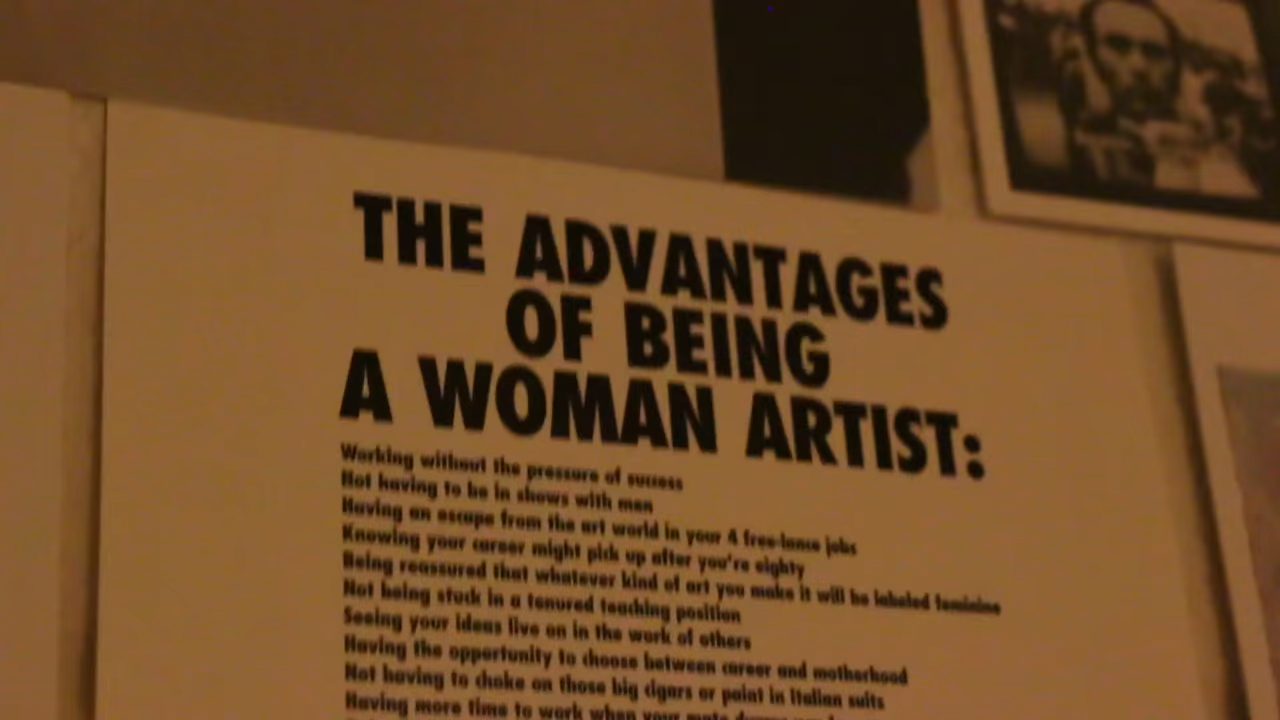 THE ADVANTAGES
OF BEING
A WOMAN ARTIST:
Working without the pressure of success
Not having to be in shows with men
Having an escape from the art world in your 4 free-lance jobs
Knowing your career might pick up after you're eighty
Being reassured that whatever kind of art you make it will be labeled feminine
Not being stuck in a tenured teaching position
Seeing your ideas live on in the work of others
Having the opportunity to choose between career and motherhood
Not having to choke on those big cigars or paint in Italian suits
Having more time to work when your mate